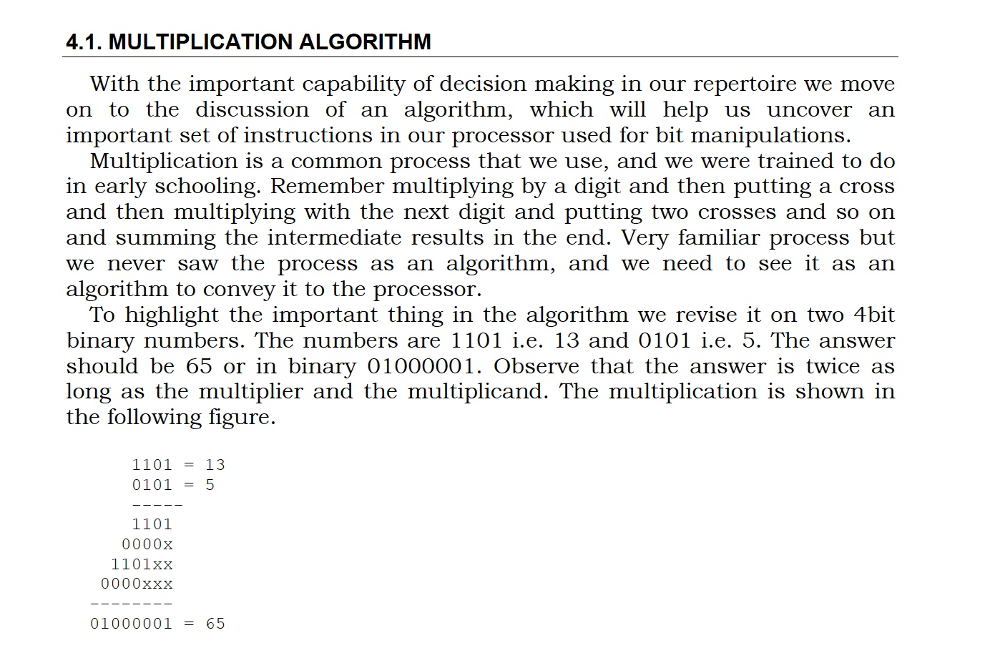 4.1. MULTIPLICATION ALGORITHM
With the important capability of decision making in our repertoire we move
on to the discussion of an algorithm, which will help us uncover an
important set of instructions in our processor used for bit manipulations.
Multiplication is a common process that we use, and we were trained to do
in early schooling. Remember multiplying by a digit and then putting a cross
and then multiplying with the next digit and putting two crosses and so on
and summing the intermediate results in the end. Very familiar process but
we never saw the process as an algorithm, and we need to see it as an
algorithm to convey it to the processor.
To highlight the important thing in the algorithm we revise it on two 4bit
binary numbers. The numbers are 1101 i.e. 13 and 0101 i.e. 5. The answer
should be 65 or in binary 01000001. Observe that the answer is twice as
long as the multiplier and the multiplicand. The multiplication is shown in
the following figure.
1101 = 13
0101 = 5
-----
1101
0000x
1101xx
0000xxx
--------
01000001 = 65